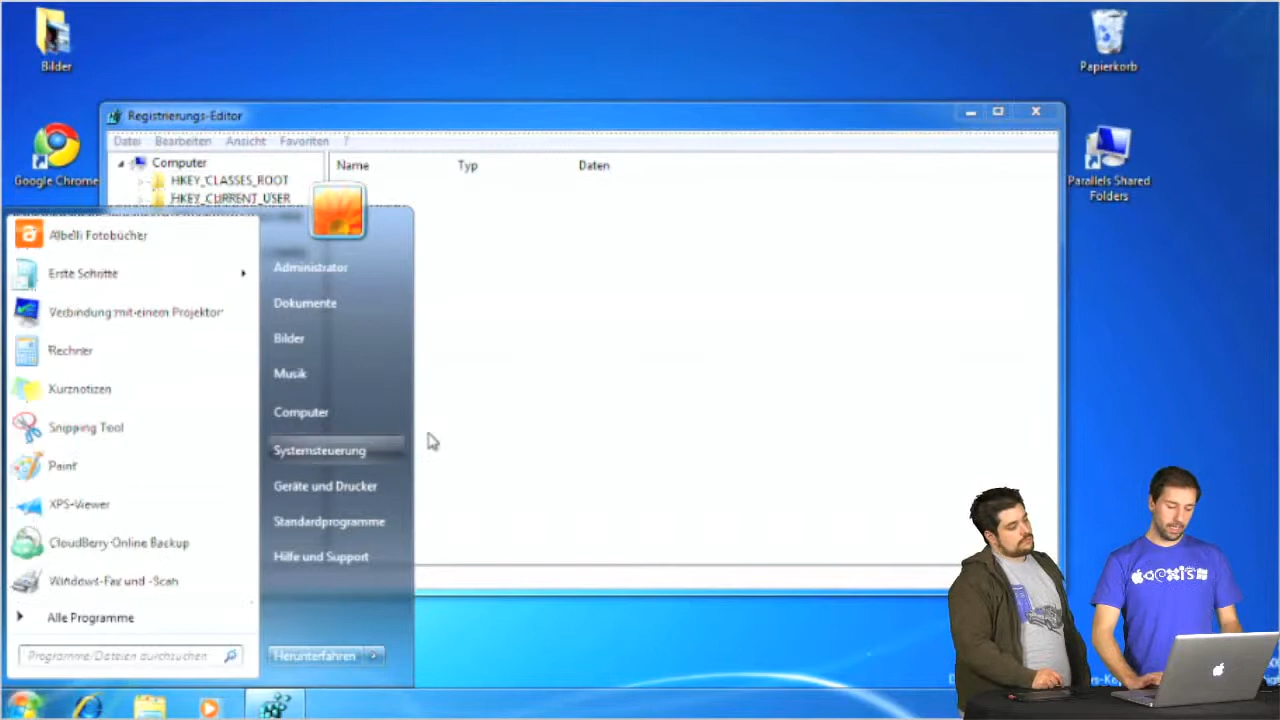 Bilder
Papierkorb
Registrierungs-Editor
Datei Bearbeiten Ansicht Favoriten ?
Computer
Name Typ Daten
Google Chrome
HKEY_CLASSES_ROOT
HKEY_CURRENT_USER
Parallels Shared
Folders
Albelli Fotobücher
Erste Schritte
Verbindung mit einem Projektor
Rechner
Kurznotizen
Snipping Tool
Paint
XPS-Viewer
CloudBerry Online Backup
Windows-Fax und -Scan
Alle Programme
Programme/Dateien durchsuchen
Administrator
Dokumente
Bilder
Musik
Computer
Systemsteuerung
Geräte und Drucker
Standardprogramme
Hilfe und Support
Herunterfahren